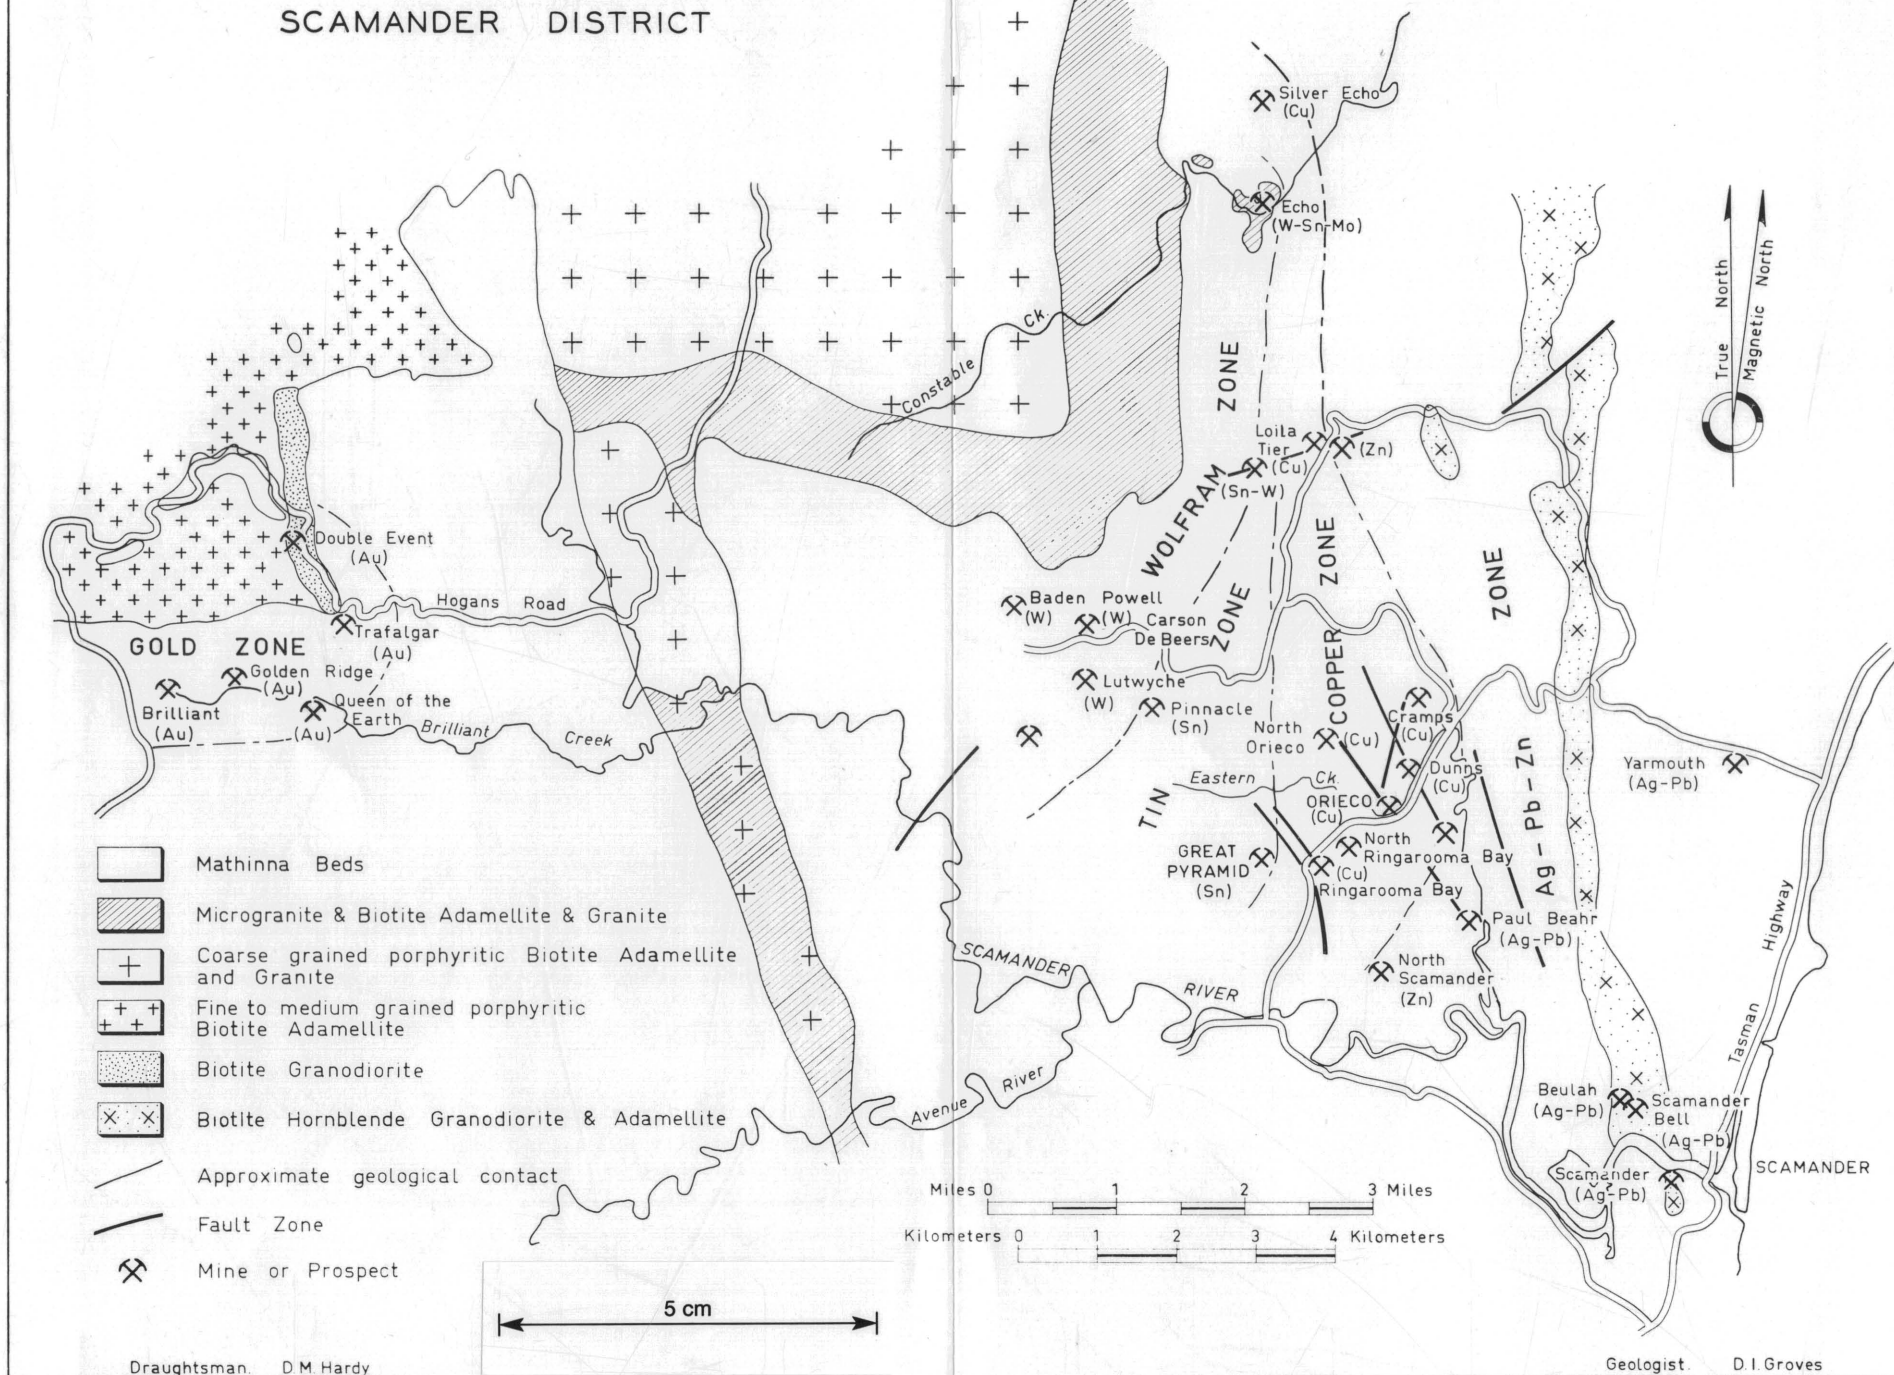 SCAMANDER DISTRICT
Silver Echo
(Cu)
Echo
(W-Sn-Mo)
True North
Magnetic North
Constable
Ck.
ZONE
Loila
Tier
(Cu)
(Zn)
(Sn-W)
WOLFRAM
ZONE
ZONE
ZONE
Double Event
(Au)
Hogans Road
Baden Powell
(W)
(W)
Carson
De Beers
GOLD ZONE
Trafalgar
(Au)
Golden Ridge
(Au)
Queen of the
Earth
(Au)
Brilliant
(Au)
Brilliant
Creek
Lutwyche
(W)
Pinnacle
(Sn)
COPPER
North
Orieco
(Cu)
Cramps
(Cu)
Dunns
(Cu)
Eastern
Ck.
ORIECO
(Cu)
TIN
Ag-Pb-Zn
Yarmouth
(Ag-Pb)
GREAT
PYRAMID
(Sn)
North
Ringarooma Bay
(Cu)
Ringarooma Bay
Paul Beahr
(Ag-Pb)
North
Scamander
(Zn)
SCAMANDER
RIVER
Avenue
River
Tasman
Highway
Beulah
(Ag-Pb)
Scamander
Bell
(Ag-Pb)
Scamander
(Ag-Pb)
SCAMANDER
Mathinna Beds
Microgranite & Biotite Adamellite & Granite
Coarse grained porphyritic Biotite Adamellite
and Granite
Fine to medium grained porphyritic
Biotite Adamellite
Biotite Granodiorite
Biotite Hornblende Granodiorite & Adamellite
Approximate geological contact
Fault Zone
Mine or Prospect
Miles 0 1 2 3 Miles
Kilometers 0 1 2 3 4 Kilometers
5 cm
Draughtsman. D.M. Hardy
Geologist. D.I. Groves